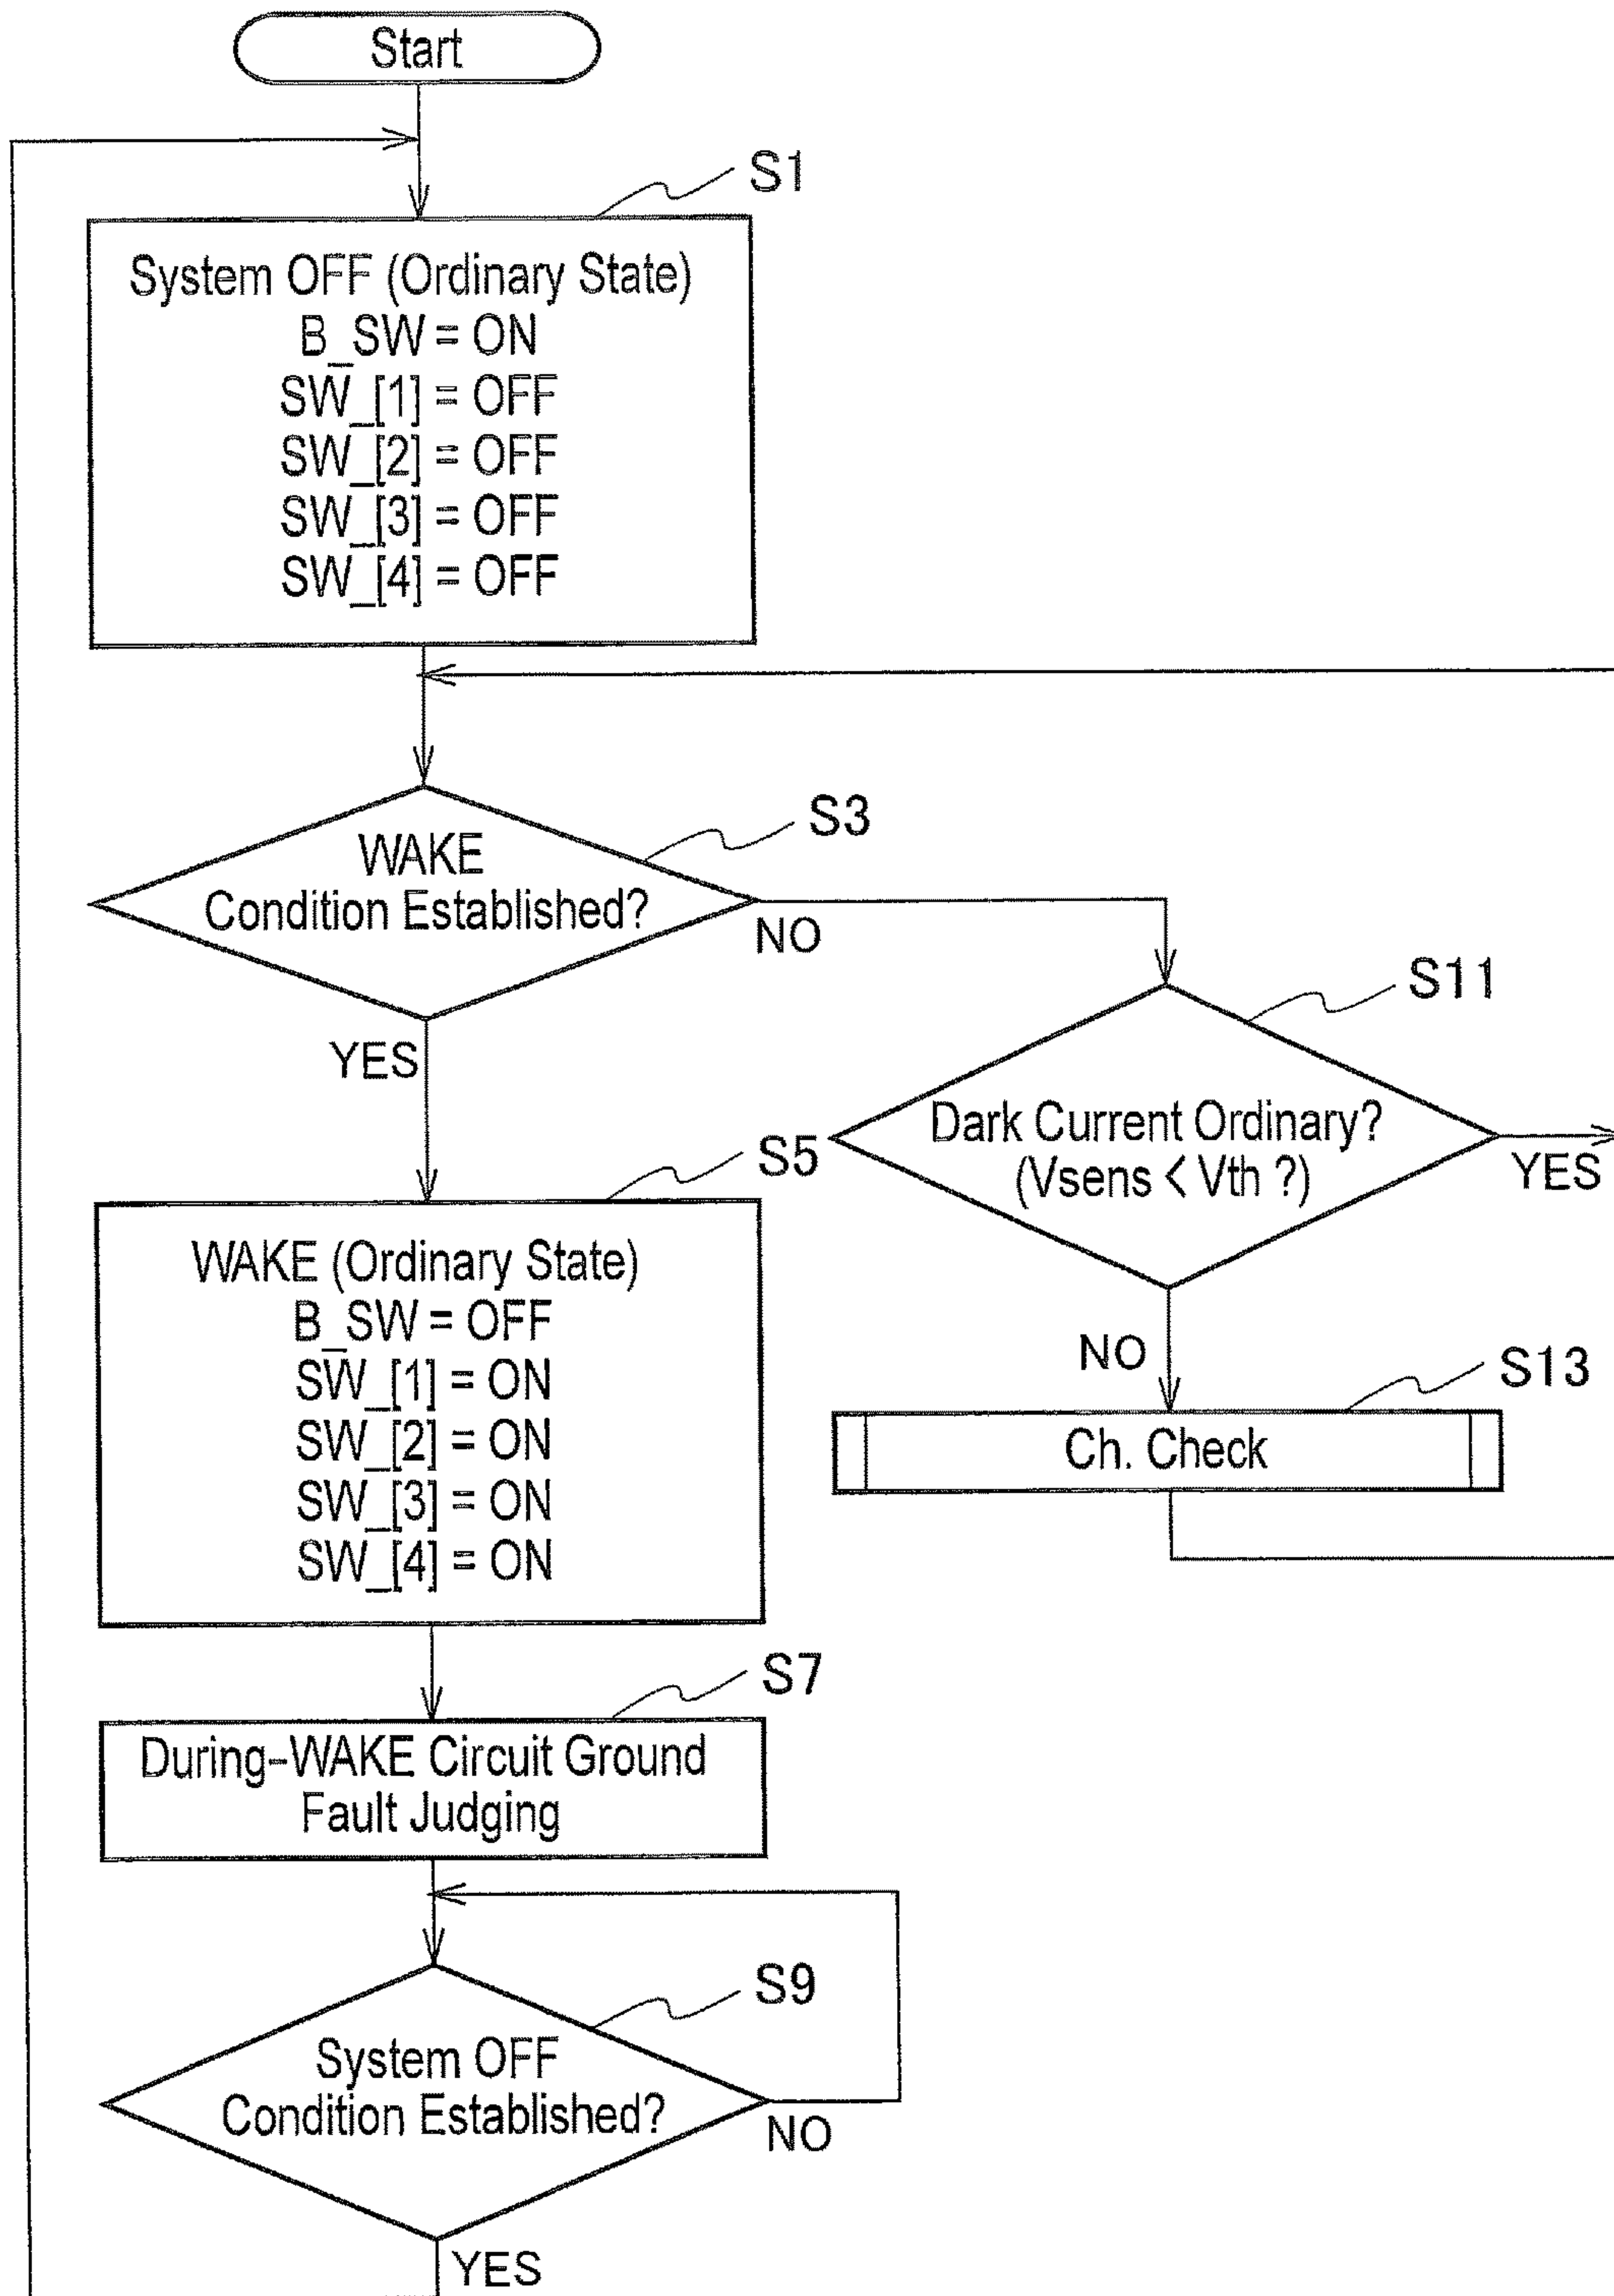 Start
S1
System OFF (Ordinary State)
B_SW = ON
SW_[1] = OFF
SW_[2] = OFF
SW_[3] = OFF
SW_[4] = OFF
S3
WAKE
Condition Established?
NO
YES
S11
Dark Current Ordinary?
(Vsens < Vth ?)
YES
NO
S5
WAKE (Ordinary State)
B_SW = OFF
SW_[1] = ON
SW_[2] = ON
SW_[3] = ON
SW_[4] = ON
S13
Ch. Check
S7
During-WAKE Circuit Ground
Fault Judging
S9
System OFF
Condition Established?
NO
YES